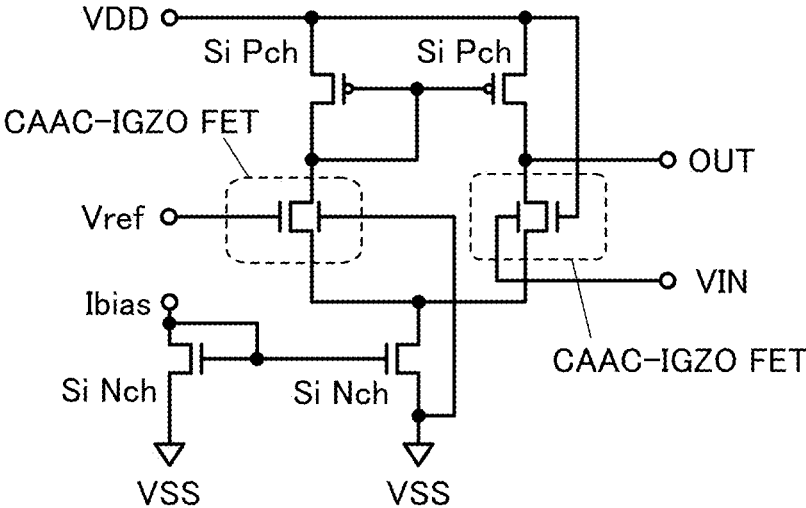 VDD
Si Pch
Si Pch
CAAC-IGZO FET
OUT
Vref
VIN
Ibias
CAAC-IGZO FET
Si Nch
Si Nch
VSS
VSS